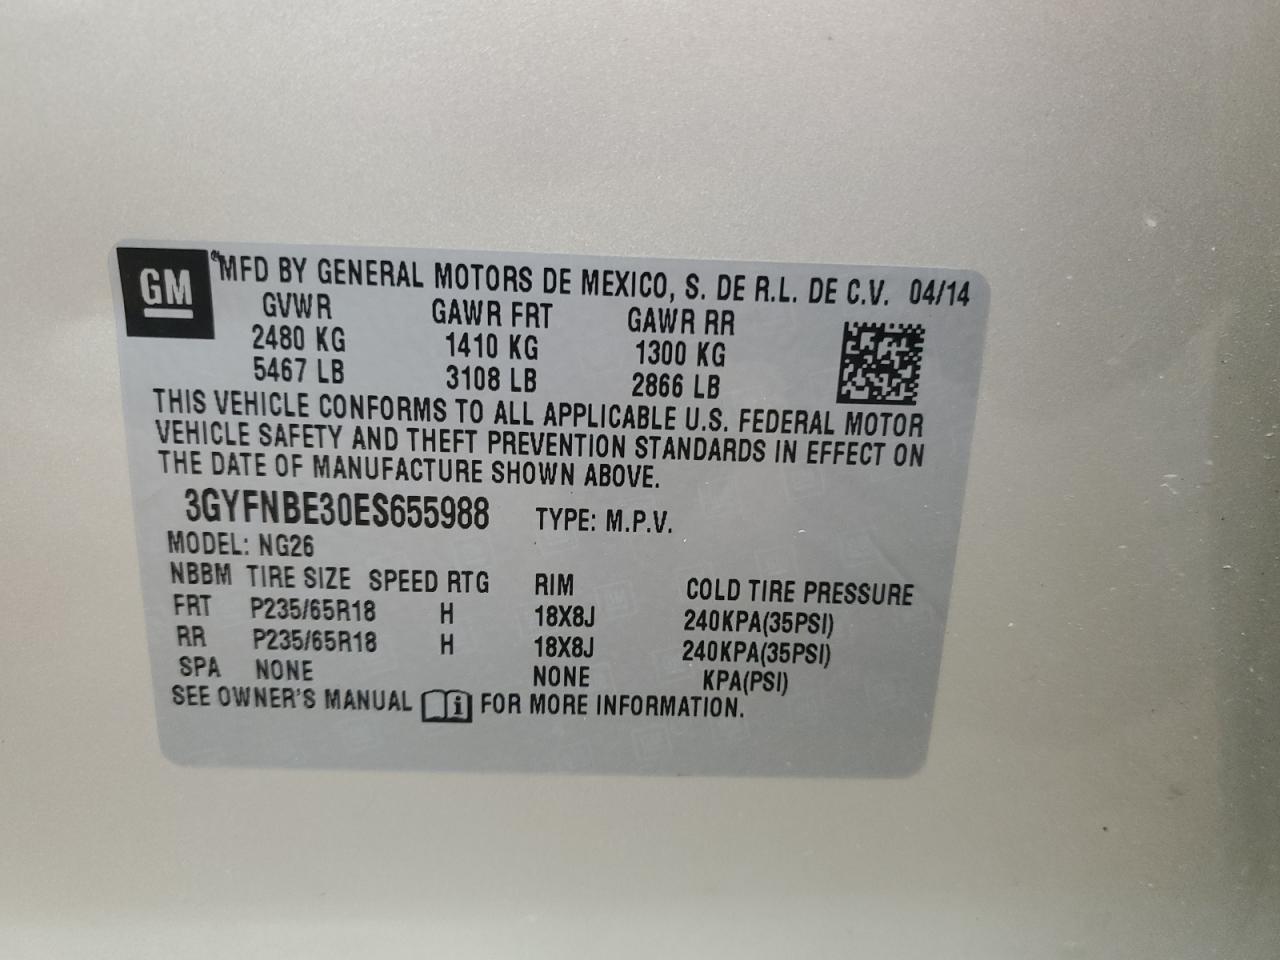 GM
MFD BY GENERAL MOTORS DE MEXICO, S. DE R.L. DE C.V. 04/14
GVWR GAWR FRT GAWR RR
2480 KG 1410 KG 1300 KG
5467 LB 3108 LB 2866 LB
THIS VEHICLE CONFORMS TO ALL APPLICABLE U.S. FEDERAL MOTOR
VEHICLE SAFETY AND THEFT PREVENTION STANDARDS IN EFFECT ON
THE DATE OF MANUFACTURE SHOWN ABOVE.
3GYFNBE30ES655988 TYPE: M.P.V.
MODEL: NG26
NBBM TIRE SIZE SPEED RTG RIM COLD TIRE PRESSURE
FRT P235/65R18 H 18X8J 240KPA(35PSI)
RR P235/65R18 H 18X8J 240KPA(35PSI)
SPA NONE NONE KPA(PSI)
SEE OWNER'S MANUAL i FOR MORE INFORMATION.